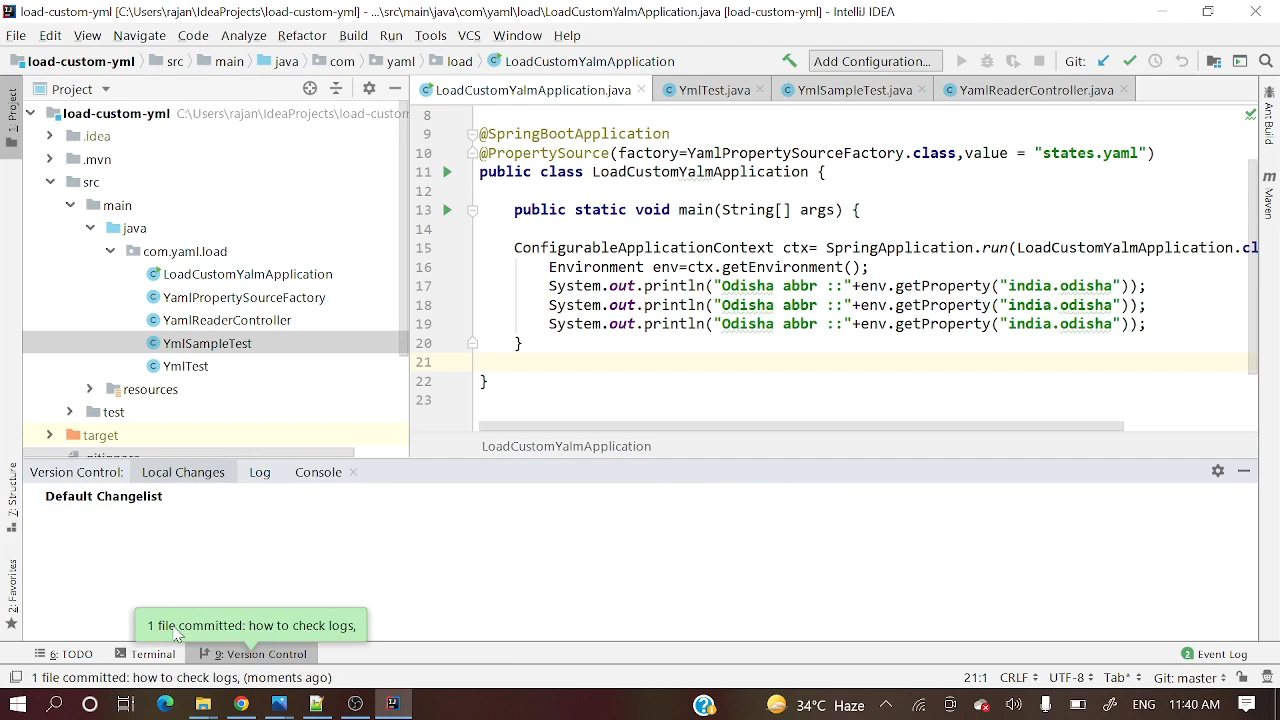 load-custom-yml [C:\Users\rajan\IdeaProjects\load-custom-yml] - ...\src\main\java\com\yaml\load\LoadCustomYalmApplication.java [load-custom-yml] - IntelliJ IDEA
File Edit View Navigate Code Analyze Refactor Build Run Tools VCS Window Help
load-custom-yml src main java com yaml load LoadCustomYalmApplication Add Configuration... Git:
1: Project
Project
LoadCustomYalmApplication.java YmlTest.java YmlSampleTest.java YamlReaderController.java
load-custom-yml C:\Users\rajan\IdeaProjects\load-custom
.idea
.mvn
src
main
java
com.yaml.load
LoadCustomYalmApplication
YamlPropertySourceFactory
YamlReaderController
YmlSampleTest
YmlTest
resources
test
target
.gitignore
8
9 @SpringBootApplication
10 @PropertySource(factory=YamlPropertySourceFactory.class,value = "states.yaml")
11 public class LoadCustomYalmApplication {
12
13 public static void main(String[] args) {
14
15 ConfigurableApplicationContext ctx= SpringApplication.run(LoadCustomYalmApplication.cl
16 Environment env=ctx.getEnvironment();
17 System.out.println("Odisha abbr ::"+env.getProperty("india.odisha"));
18 System.out.println("Odisha abbr ::"+env.getProperty("india.odisha"));
19 System.out.println("Odisha abbr ::"+env.getProperty("india.odisha"));
20 }
21
22 }
23
LoadCustomYalmApplication
Ant Build
Maven
Version Control: Local Changes Log Console
Default Changelist
Z: Structure
2: Favorites
1 file committed: how to check logs,
6: TODO Terminal 9: Version Control 2 Event Log
1 file committed: how to check logs, (moments ago) 21:1 CRLF UTF-8 Tab* Git: master
34°C Haze ENG 11:40 AM